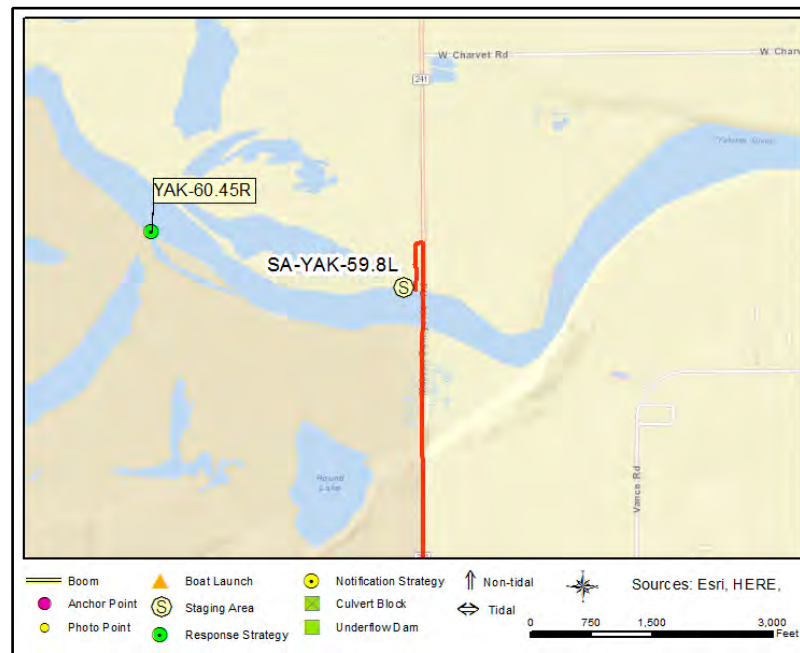 W Charvet Rd
W Charv
241
Yakima River
YAK-60.45R
SA-YAK-59.8L
S
Vance Rd
Round
Lake
Boom
Boat Launch
Notification Strategy
Non-tidal
Sources: Esri, HERE,
Anchor Point
S
Staging Area
Culvert Block
Tidal
Photo Point
Response Strategy
Underflow Dam
0 750 1,500 3,000
Feet